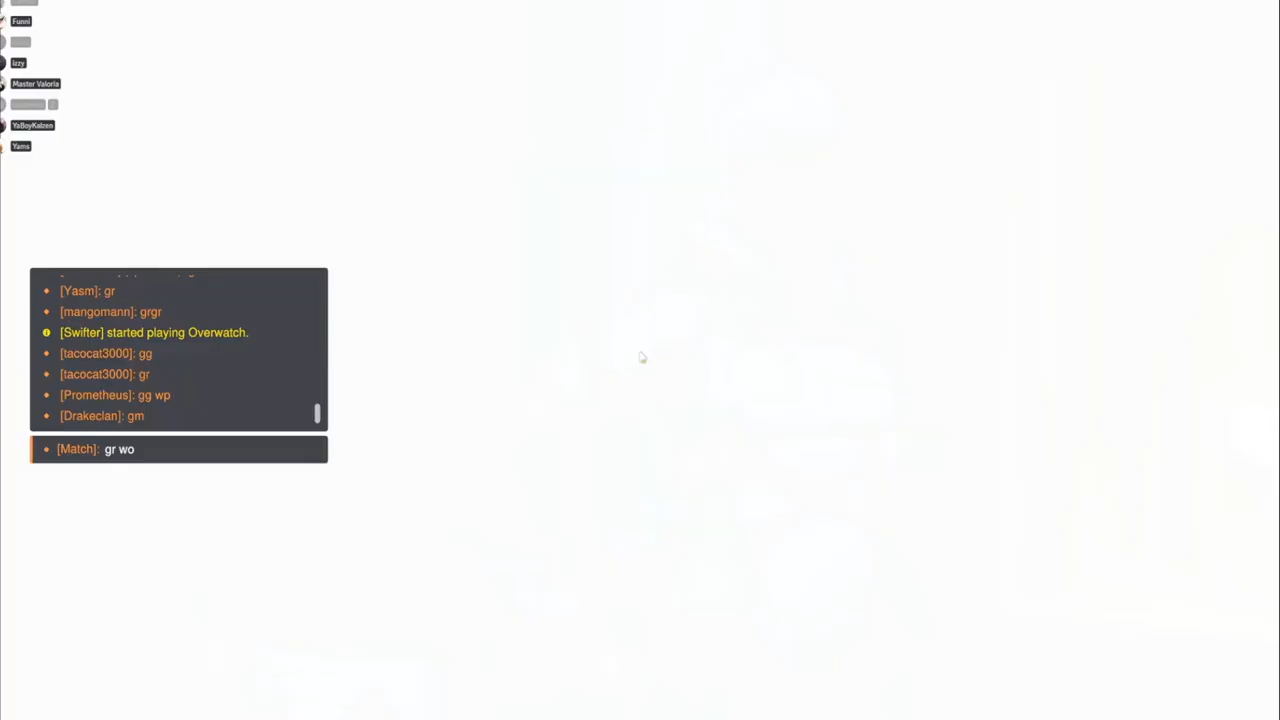 Funni
Izzy
Master Valoria
YaBoyKaizen
Yams
[Yasm]: gr
[mangomann]: grgr
[Swifter] started playing Overwatch.
[tacocat3000]: gg
[tacocat3000]: gr
[Prometheus]: gg wp
[Drakeclan]: gm
[Match]: gr wo